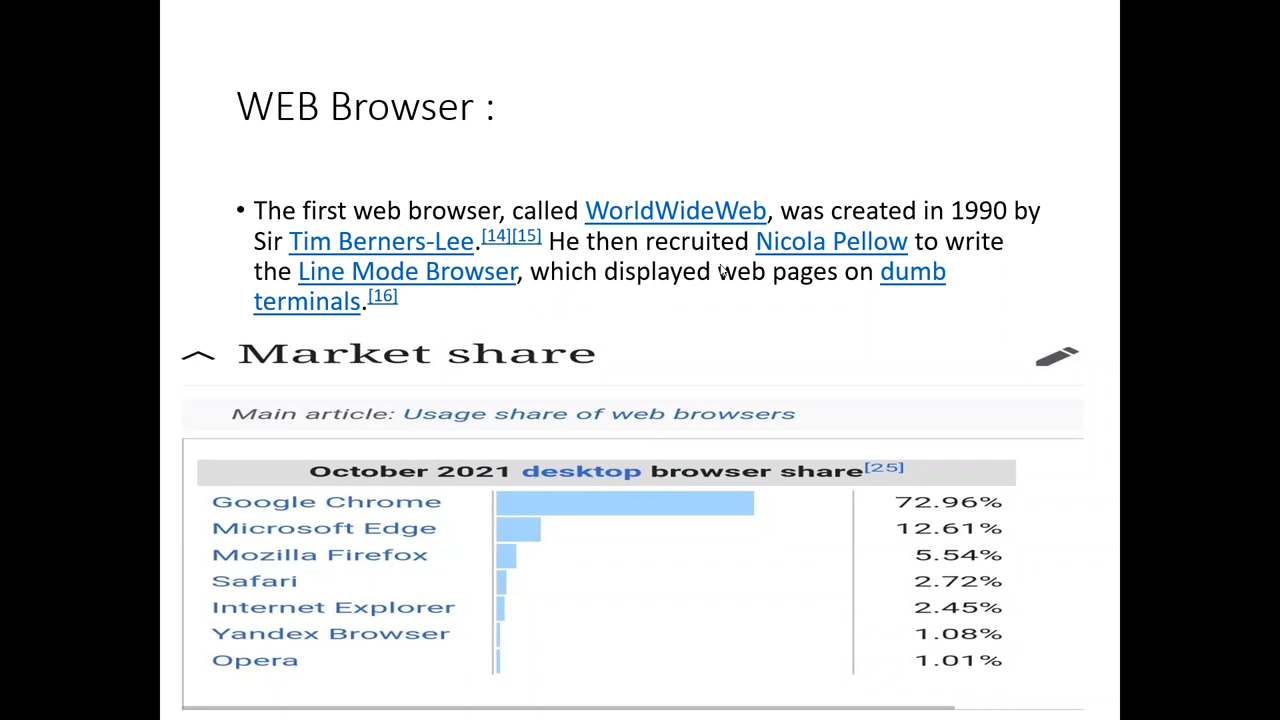 WEB Browser :
• The first web browser, called WorldWideWeb, was created in 1990 by
Sir Tim Berners-Lee.[14][15] He then recruited Nicola Pellow to write
the Line Mode Browser, which displayed web pages on dumb
terminals.[16]
Market share
Main article: Usage share of web browsers
October 2021 desktop browser share[25]
Google Chrome 72.96%
Microsoft Edge 12.61%
Mozilla Firefox 5.54%
Safari 2.72%
Internet Explorer 2.45%
Yandex Browser 1.08%
Opera 1.01%